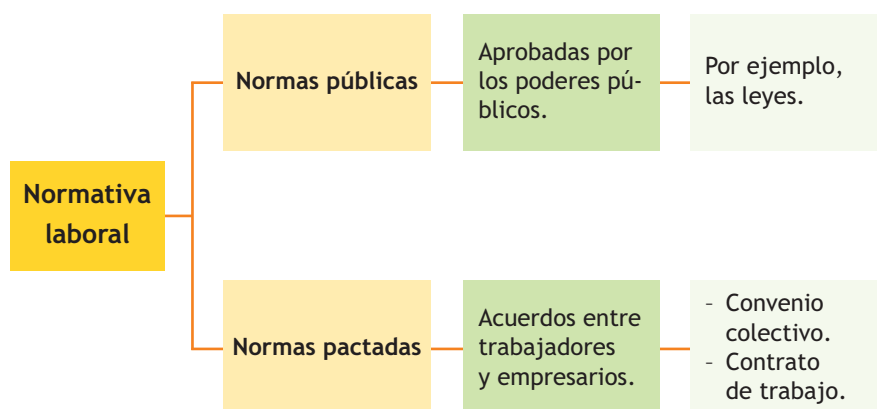 Normativa
laboral
Normas públicas
Aprobadas por
los poderes pú-
blicos.
Por ejemplo,
las leyes.
Normas pactadas
Acuerdos entre
trabajadores
y empresarios.
- Convenio
colectivo.
- Contrato
de trabajo.